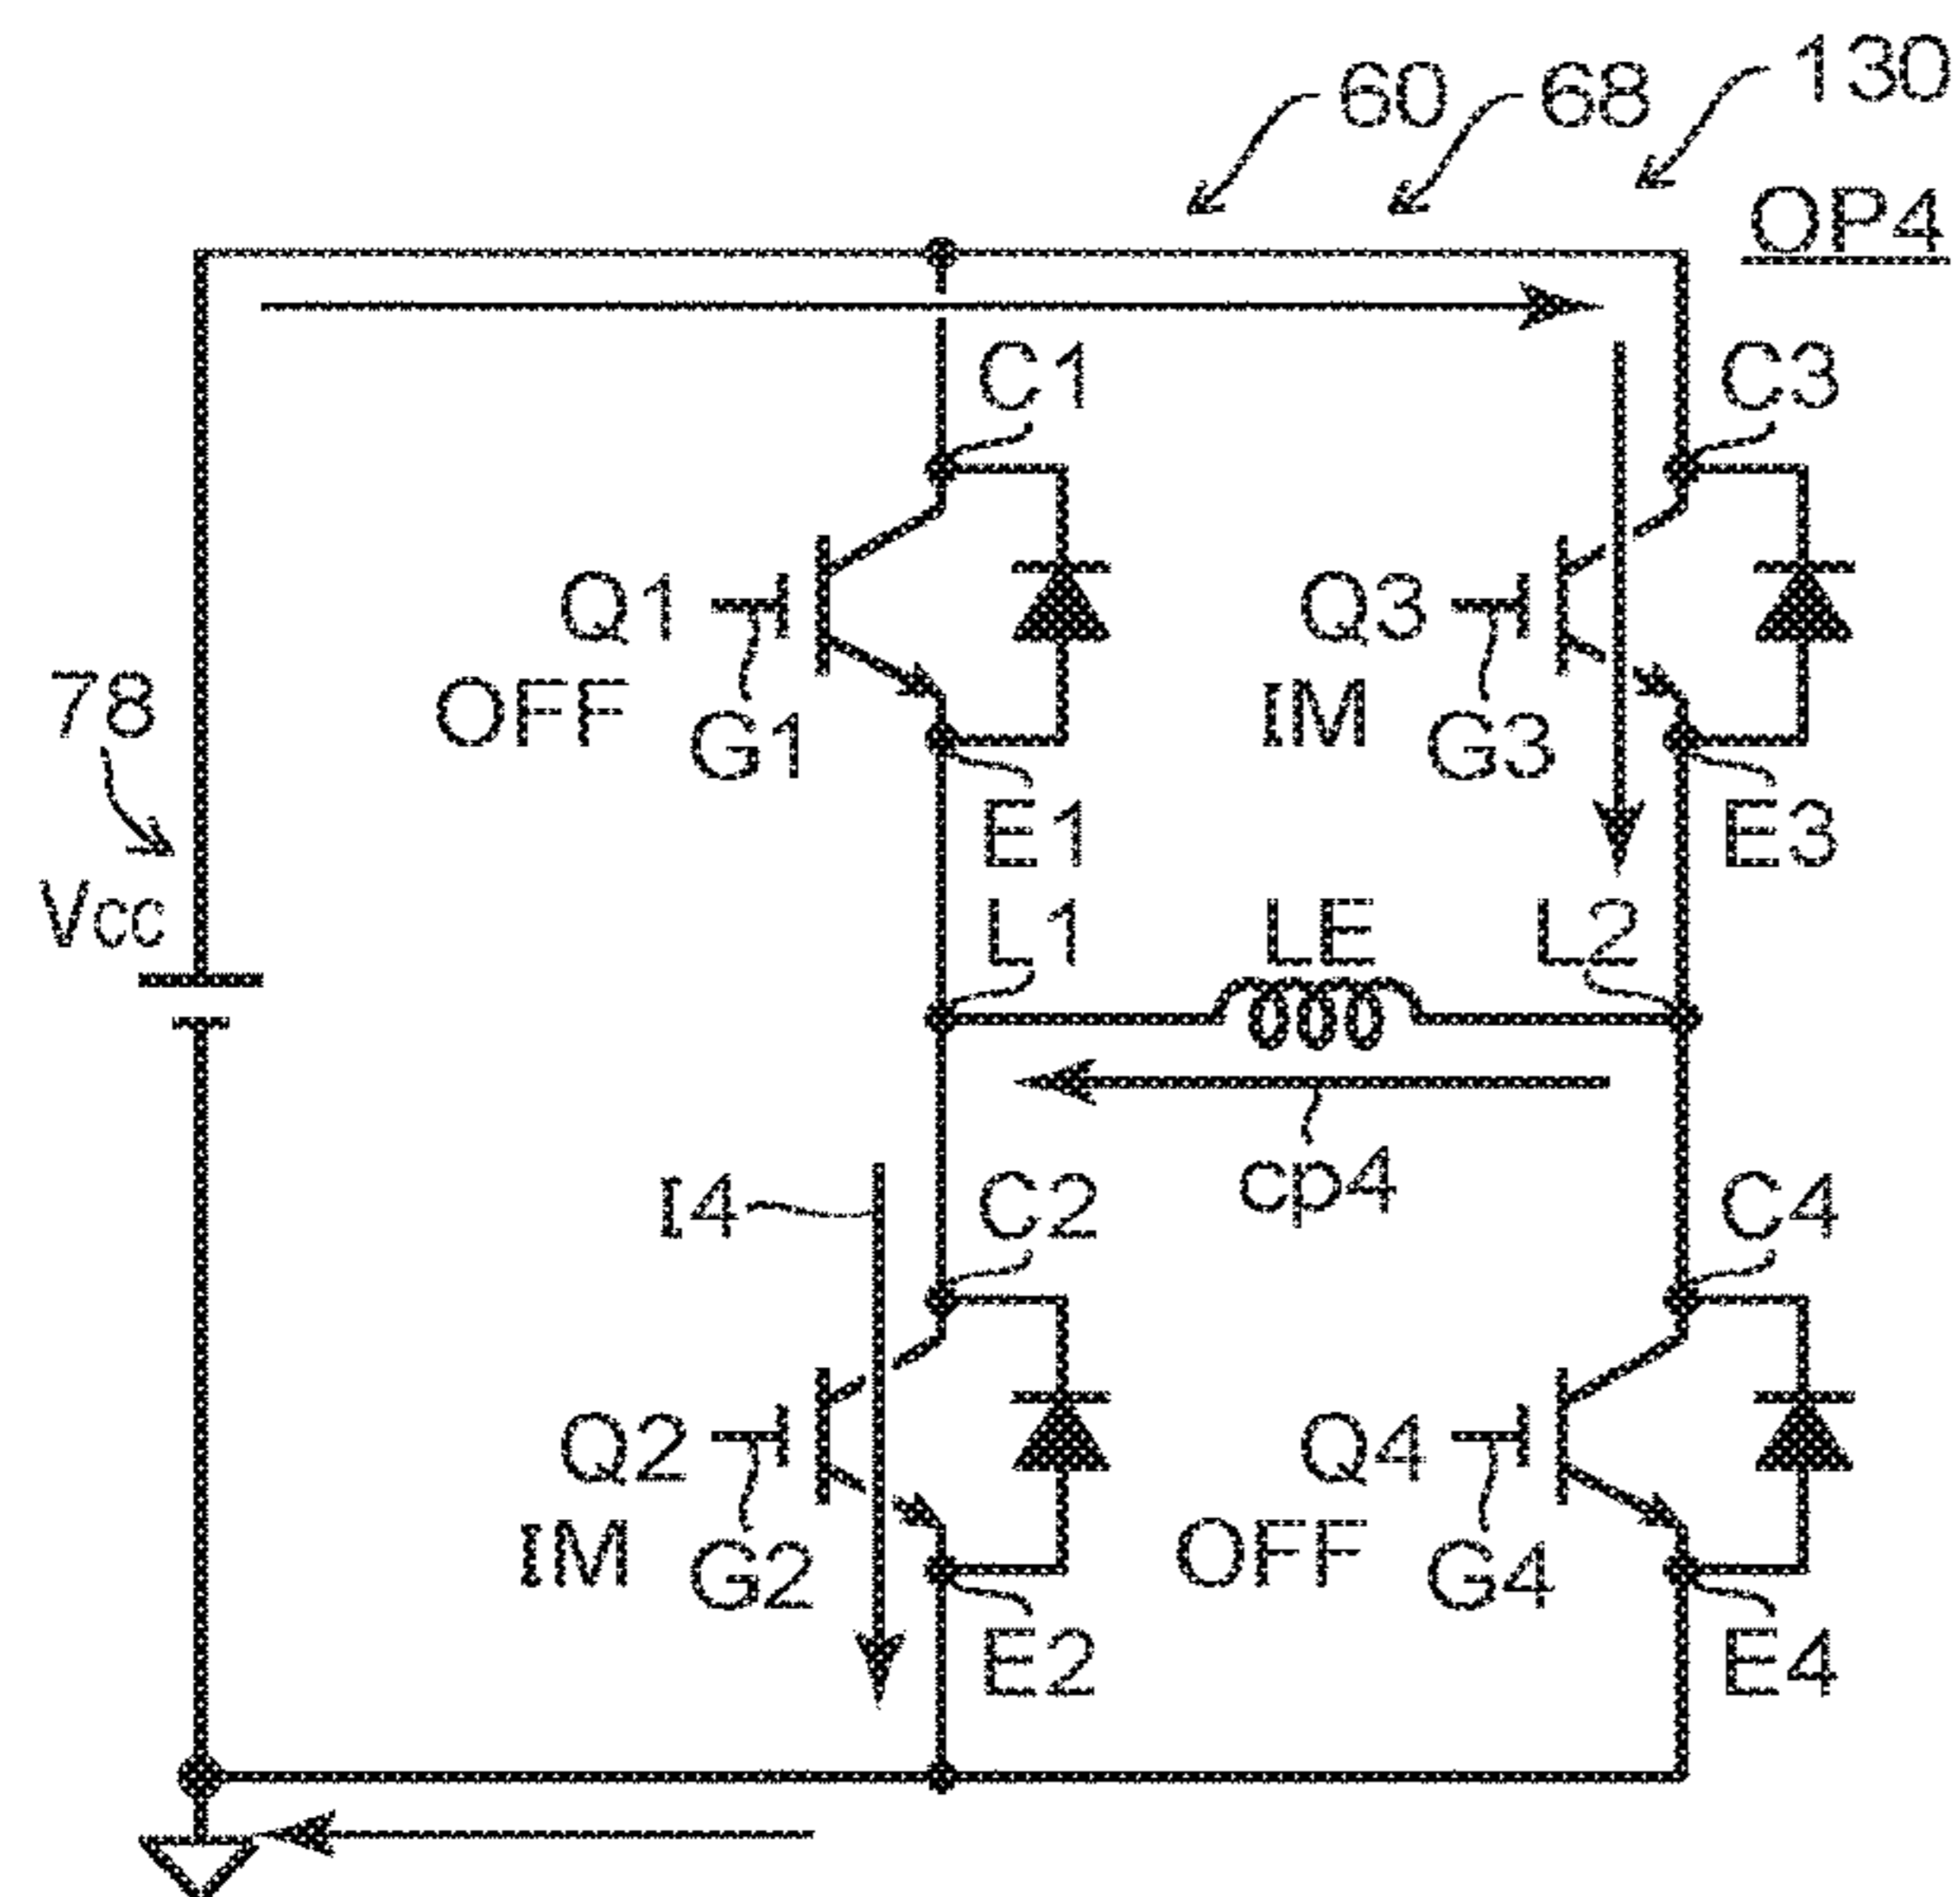 60 68 130
OP4
C1 C3
Q1 Q3
OFF G1 IM G3
78
E1 E3
Vcc
L1 LE L2
cp4
I4 C2 C4
Q2 Q4
IM G2 OFF G4
E2 E4